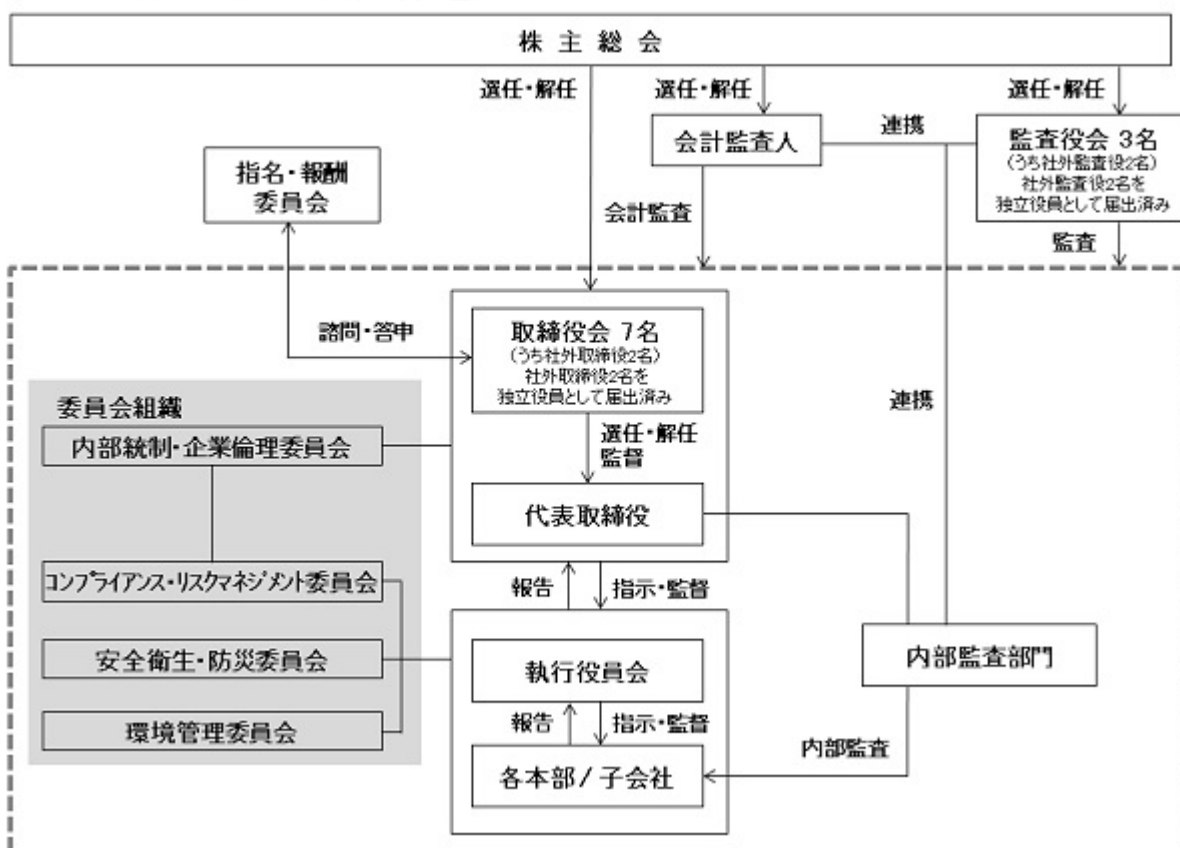 株主総会
選任・解任
選任・解任
選任・解任
会計監査人
連携
監査役会 3名
(うち社外監査役2名)
社外監査役2名を
独立役員として届出済み
指名・報酬
委員会
会計監査
監査
諮問・答申
取締役会 7名
(うち社外取締役2名)
社外取締役2名を
独立役員として届出済み
連携
委員会組織
内部統制・企業倫理委員会
選任・解任
監督
代表取締役
コンプライアンス・リスクマネジメント委員会
報告
指示・監督
安全衛生・防災委員会
執行役員会
内部監査部門
環境管理委員会
報告
指示・監督
内部監査
各本部/子会社